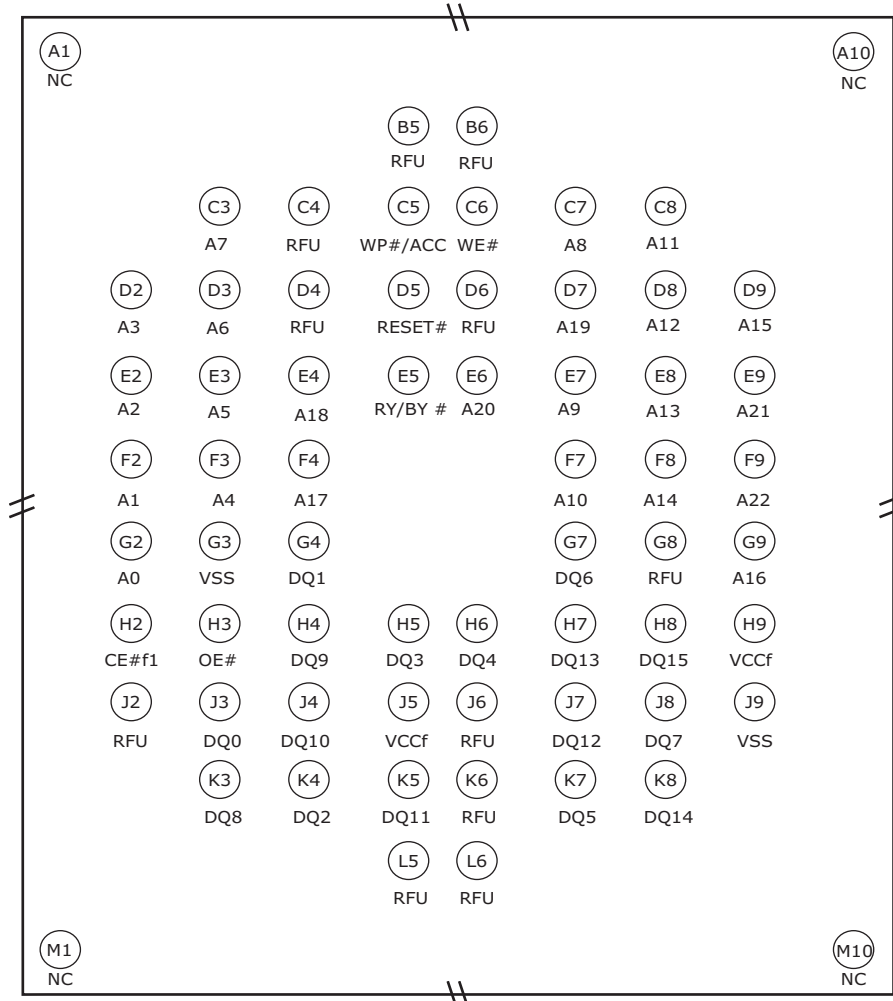 A1 A10
NC NC
B5 B6
RFU RFU
C3 C4 C5 C6 C7 C8
A7 RFU WP#/ACC WE# A8 A11
D2 D3 D4 D5 D6 D7 D8 D9
A3 A6 RFU RESET# RFU A19 A12 A15
E2 E3 E4 E5 E6 E7 E8 E9
A2 A5 A18 RY/BY # A20 A9 A13 A21
F2 F3 F4 F7 F8 F9
A1 A4 A17 A10 A14 A22
G2 G3 G4 G7 G8 G9
A0 VSS DQ1 DQ6 RFU A16
H2 H3 H4 H5 H6 H7 H8 H9
CE#f1 OE# DQ9 DQ3 DQ4 DQ13 DQ15 VCCf
J2 J3 J4 J5 J6 J7 J8 J9
RFU DQ0 DQ10 VCCf RFU DQ12 DQ7 VSS
K3 K4 K5 K6 K7 K8
DQ8 DQ2 DQ11 RFU DQ5 DQ14
L5 L6
RFU RFU
M1 M10
NC NC